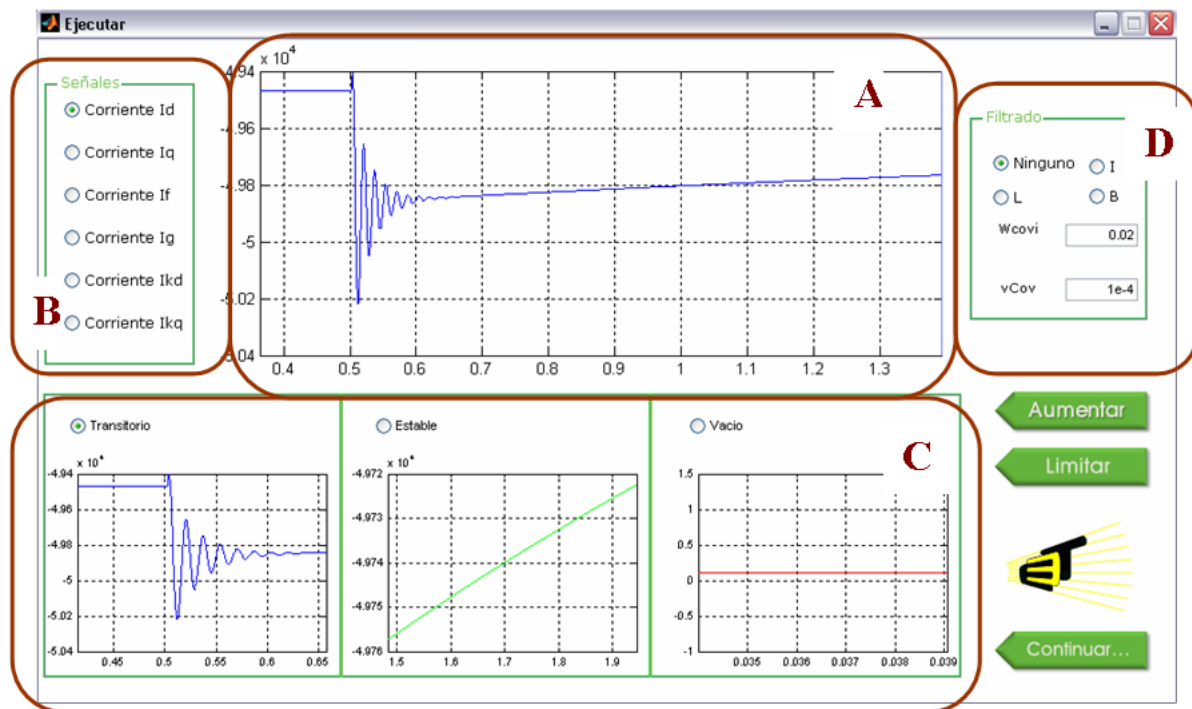 Ejecutar
Señales
Corriente Id
Corriente Iq
Corriente If
Corriente Ig
Corriente Ikd
Corriente Ikq
B
x 10⁴
-4.94
-4.96
-4.98
-5
-5.02
-5.04
0.4 0.5 0.6 0.7 0.8 0.9 1 1.1 1.2 1.3
A
Filtrado
D
Ninguno
I
L
B
Wcovi 0.02
vCov 1e-4
Transitorio
x 10⁴
-4.94
-4.96
-4.98
-5
-5.02
-5.04
0.45 0.5 0.55 0.6 0.65
Estable
x 10⁴
-4.972
-4.973
-4.974
-4.975
-4.976
1.5 1.6 1.7 1.8 1.9
Vacio
C
1.5
1
0.5
0
-0.5
-1
0.035 0.036 0.037 0.038 0.039
Aumentar
Limitar
Continuar...